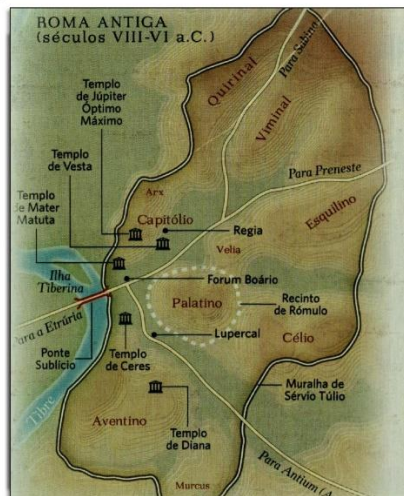 ROMA ANTIGA
(séculos VIII-VI a.C.)
Templo
de Júpiter
Óptimo
Máximo
Templo
de Vesta
Templo
de Mater
Matuta
Quirinal
Para Sabina
Viminal
Para Preneste
Esquilino
Arx
Capitólio
Regia
Velia
Ilha
Tiberina
Forum Boário
Palatino
Recinto
de Rómulo
Para a Etrúria
Lupercal
Célio
Ponte
Sublício
Templo
de Ceres
Muralha de
Sérvio Túlio
Tibre
Aventino
Templo
de Diana
Para Antium
Murcus